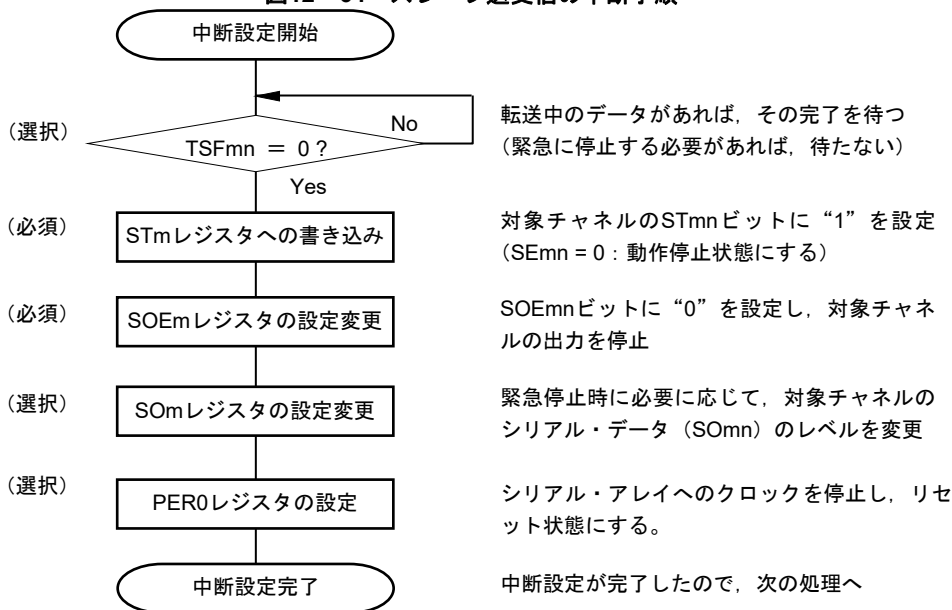 中断設定開始
(選択)
TSFmn = 0?
No
Yes
転送中のデータがあれば,その完了を待つ
(緊急に停止する必要があれば,待たない)
(必須)
STmレジスタへの書き込み
対象チャネルのSTmnビットに“1”を設定
(SEmn = 0:動作停止状態にする)
(必須)
SOEmレジスタの設定変更
SOEmnビットに“0”を設定し,対象チャネ
ルの出力を停止
(選択)
SOmレジスタの設定変更
緊急停止時に必要に応じて,対象チャネルの
シリアル・データ(SOmn)のレベルを変更
(選択)
PER0レジスタの設定
シリアル・アレイへのクロックを停止し,リセ
ット状態にする。
中断設定完了
中断設定が完了したので,次の処理へ